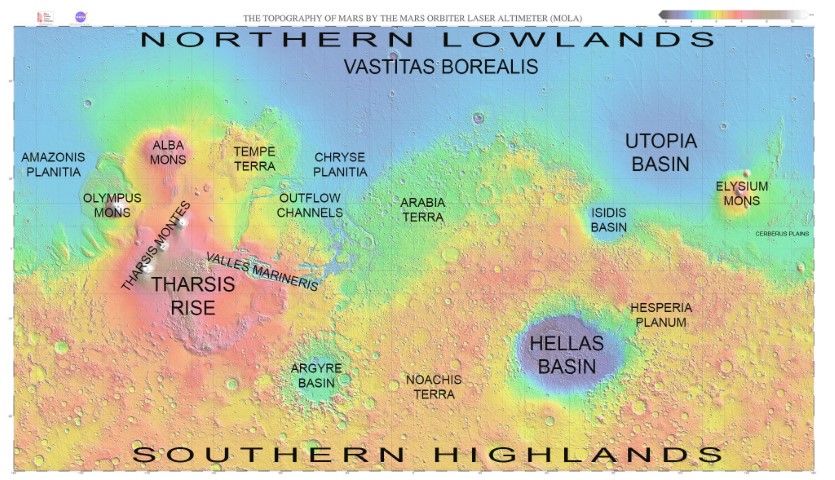 THE TOPOGRAPHY OF MARS BY THE MARS ORBITER LASER ALTIMETER (MOLA)
NORTHERN LOWLANDS
VASTITAS BOREALIS
UTOPIA
BASIN
ALBA
MONS
TEMPE
TERRA
CHRYSE
PLANITIA
AMAZONIS
PLANITIA
OLYMPUS
MONS
OUTFLOW
CHANNELS
ARABIA
TERRA
ISIDIS
BASIN
ELYSIUM
MONS
CERBERUS PLAINS
THARSIS MONTES
VALLES MARINERIS
THARSIS
RISE
HESPERIA
PLANUM
HELLAS
BASIN
ARGYRE
BASIN
NOACHIS
TERRA
SOUTHERN HIGHLANDS